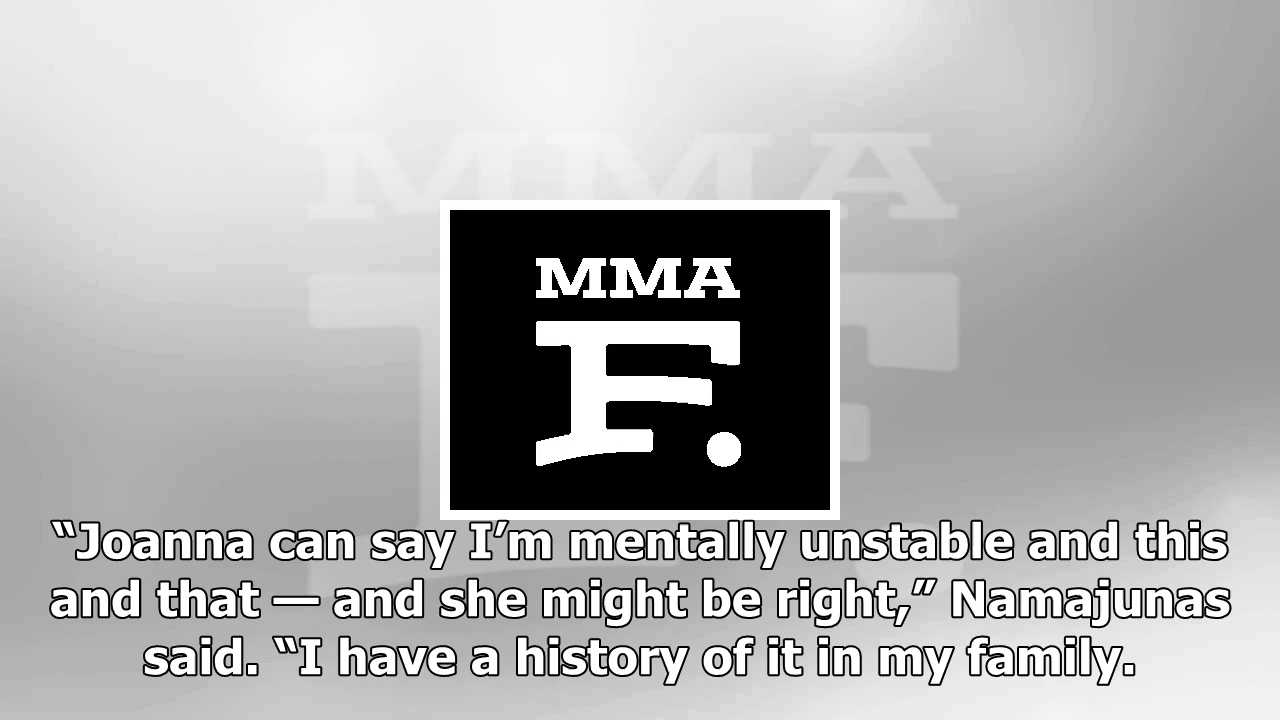 MMA
MMA
F.
“Joanna can say I’m mentally unstable and this
and that — and she might be right,” Namajunas
said. “I have a history of it in my family.